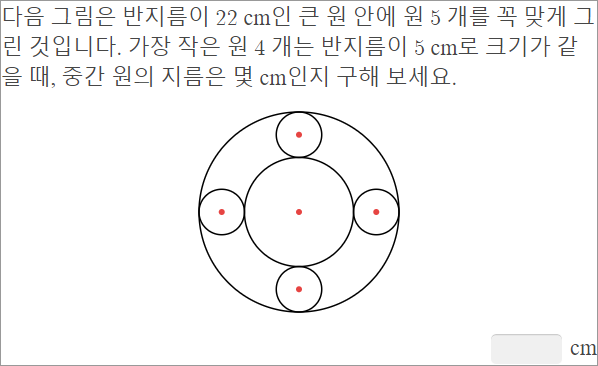 다음 그림은 반지름이 22 cm인 큰 원 안에 원 5 개를 꼭 맞게 그
린 것입니다. 가장 작은 원 4 개는 반지름이 5 cm로 크기가 같
을 때, 중간 원의 지름은 몇 cm인지 구해 보세요.
cm